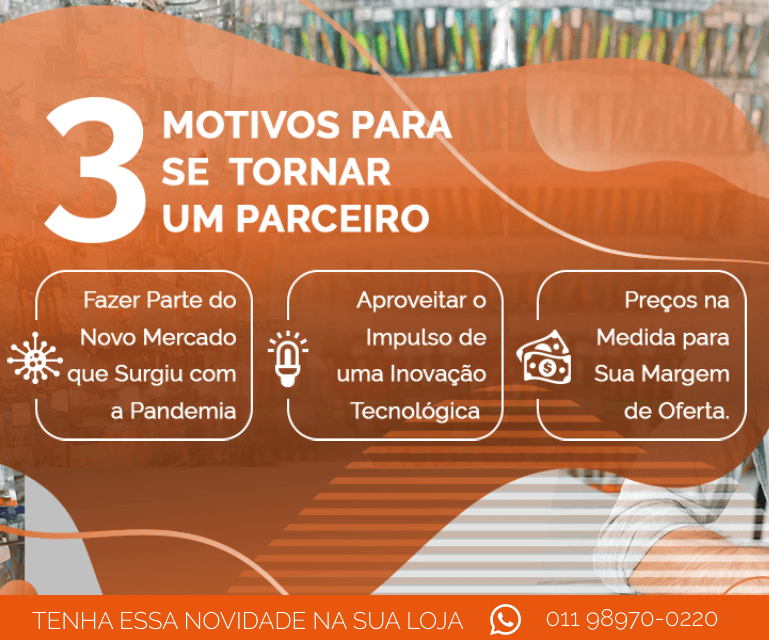 3
MOTIVOS PARA
SE TORNAR
UM PARCEIRO
Fazer Parte do
Novo Mercado
que Surgiu com
a Pandemia
Aproveitar o
Impulso de
uma Inovação
Tecnológica
Preços na
Medida para
Sua Margem
de Oferta.
TENHA ESSA NOVIDADE NA SUA LOJA 011 98970-0220